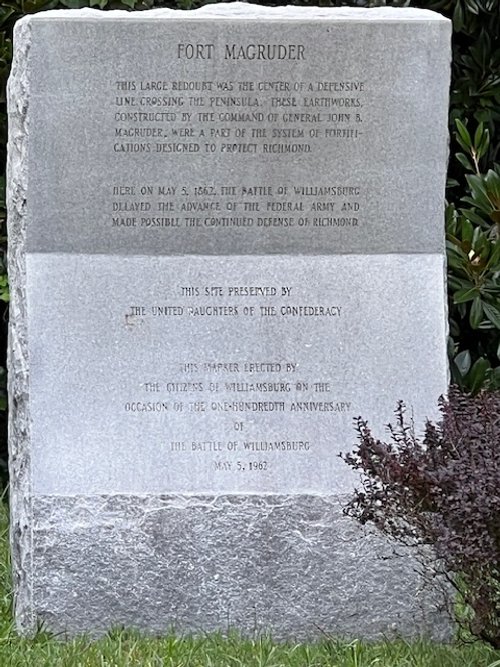 FORT MAGRUDER
THIS LARGE REDOUBT WAS THE CENTER OF A DEFENSIVE
LINE CROSSING THE PENINSULA. THESE EARTHWORKS,
CONSTRUCTED BY THE COMMAND OF GENERAL JOHN B.
MAGRUDER, WERE A PART OF THE SYSTEM OF FORTIFI-
CATIONS DESIGNED TO PROTECT RICHMOND.
HERE ON MAY 5, 1862, THE BATTLE OF WILLIAMSBURG
DELAYED THE ADVANCE OF THE FEDERAL ARMY AND
MADE POSSIBLE THE CONTINUED DEFENSE OF RICHMOND.
THIS SITE PRESERVED BY
THE UNITED DAUGHTERS OF THE CONFEDERACY
THIS MARKER ERECTED BY
THE CITIZENS OF WILLIAMSBURG ON THE
OCCASION OF THE ONE-HUNDREDTH ANNIVERSARY
OF
THE BATTLE OF WILLIAMSBURG
MAY 5, 1962